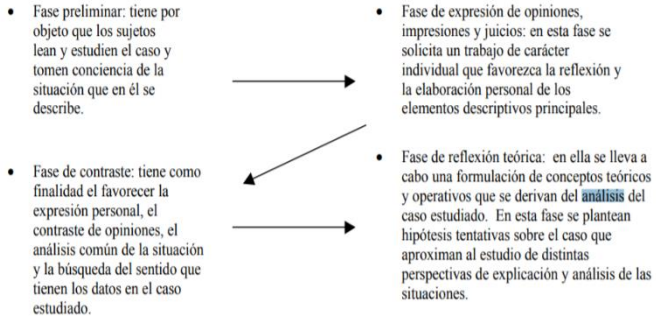 • Fase preliminar: tiene por
objeto que los sujetos
lean y estudien el caso y
tomen conciencia de la
situación que en él se
describe.
• Fase de expresión de opiniones,
impresiones y juicios: en esta fase se
solicita un trabajo de carácter
individual que favorezca la reflexión y
la elaboración personal de los
elementos descriptivos principales.
• Fase de contraste: tiene como
finalidad el favorecer la
expresión personal, el
contraste de opiniones, el
análisis común de la situación
y la búsqueda del sentido que
tienen los datos en el caso
estudiado.
• Fase de reflexión teórica: en ella se lleva a
cabo una formulación de conceptos teóricos
y operativos que se derivan del análisis del
caso estudiado. En esta fase se plantean
hipótesis tentativas sobre el caso que
aproximan al estudio de distintas
perspectivas de explicación y análisis de las
situaciones.